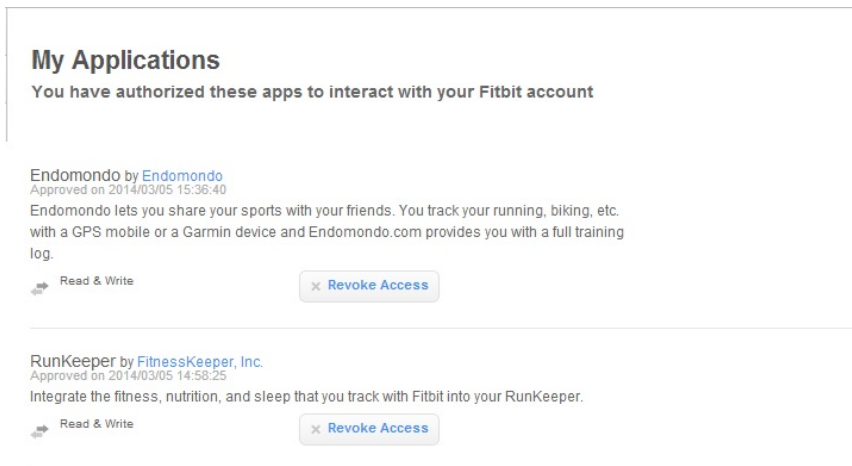 My Applications
You have authorized these apps to interact with your Fitbit account
Endomondo by Endomondo
Approved on 2014/03/05 15:36:40
Endomondo lets you share your sports with your friends. You track your running, biking, etc.
with a GPS mobile or a Garmin device and Endomondo.com provides you with a full training
log.
Read & Write
Revoke Access
RunKeeper by FitnessKeeper, Inc.
Approved on 2014/03/05 14:58:25
Integrate the fitness, nutrition, and sleep that you track with Fitbit into your RunKeeper.
Read & Write
Revoke Access